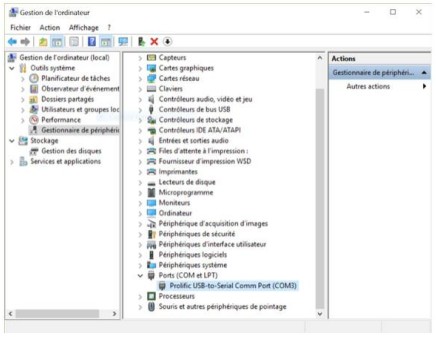 Gestion de l'ordinateur
Fichier Action Affichage ?
Gestion de l'ordinateur (local)
Outils système
Planificateur de tâches
Observateur d'événement
Dossiers partagés
Utilisateurs et groupes loc
Performance
Gestionnaire de périphéri
Stockage
Gestion des disques
Services et applications
Capteurs
Cartes graphiques
Cartes réseau
Claviers
Contrôleurs audio, vidéo et jeu
Contrôleurs de bus USB
Contrôleurs de stockage
Contrôleurs IDE ATA/ATAPI
Entrées et sorties audio
Files d'attente à l'impression :
Fournisseur d'impression WSD
Imprimantes
Lecteurs de disque
Microprogramme
Moniteurs
Ordinateur
Périphérique d'acquisition d'images
Périphériques de sécurité
Périphériques d'interface utilisateur
Périphériques logiciels
Périphériques système
Ports (COM et LPT)
Prolific USB-to-Serial Comm Port (COM3)
Processeurs
Souris et autres périphériques de pointage
Actions
Gestionnaire de périphéri...
Autres actions